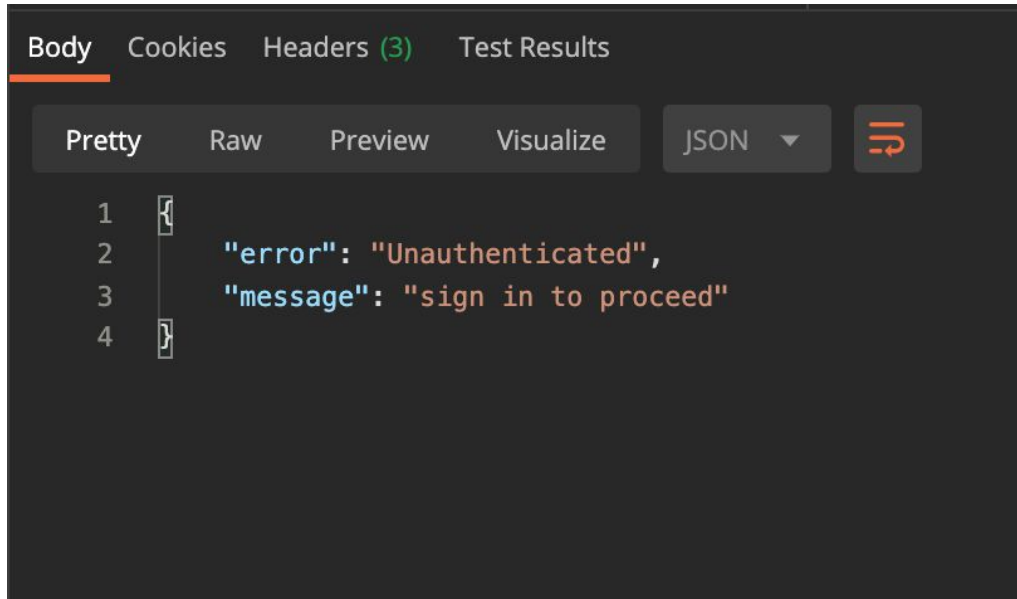 Body Cookies Headers (3) Test Results
Pretty Raw Preview Visualize JSON
1 {
2 "error": "Unauthenticated",
3 "message": "sign in to proceed"
4 }